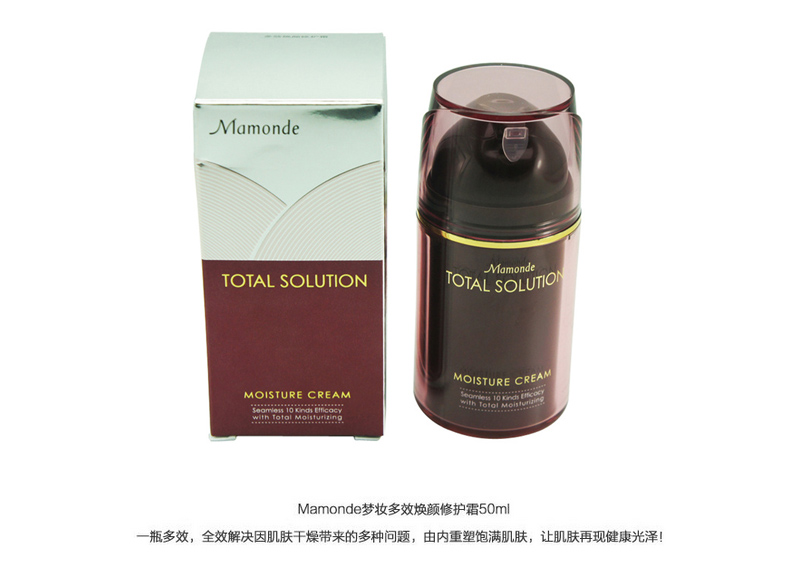 Mamonde
TOTAL SOLUTION
MOISTURE CREAM
Seamless 10 Kinds Efficacy
with Total Moisturizing
Mamonde
TOTAL SOLUTION
MOISTURE CREAM
Seamless 10 Kinds Efficacy
with Total Moisturizing
Mamonde梦妆多效焕颜修护霜50ml
一瓶多效，全效解决因肌肤干燥带来的多种问题，由内重塑饱满肌肤，让肌肤再现健康光泽！